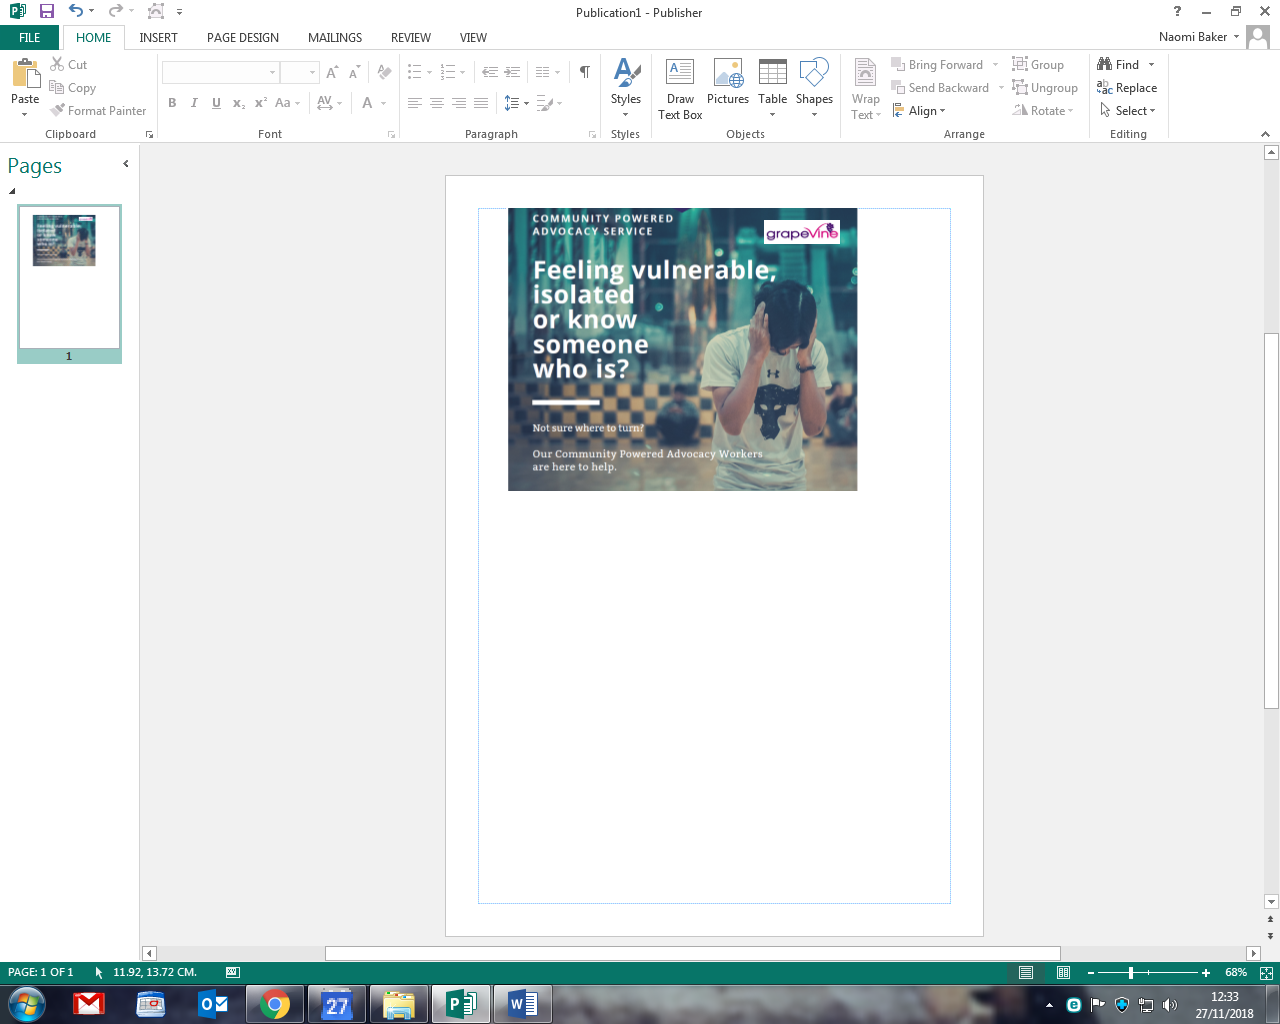 Publication1 - Publisher
FILE HOME INSERT PAGE DESIGN MAILINGS REVIEW VIEW Naomi Baker
Paste
Cut
Copy
Format Painter
Clipboard
B I U x₂ x² Aa AV A
Font
Paragraph
Styles
Styles
Draw Text Box
Pictures
Table
Shapes
Objects
Wrap Text
Bring Forward
Send Backward
Align
Group
Ungroup
Rotate
Arrange
Find
Replace
Select
Editing
Pages
1
COMMUNITY POWERED
ADVOCACY SERVICE
grapevine
Feeling vulnerable,
isolated
or know
someone
who is?
Not sure where to turn?
Our Community Powered Advocacy Workers
are here to help.
PAGE: 1 OF 1 11.92, 13.72 CM. 68%
27
12:33
27/11/2018